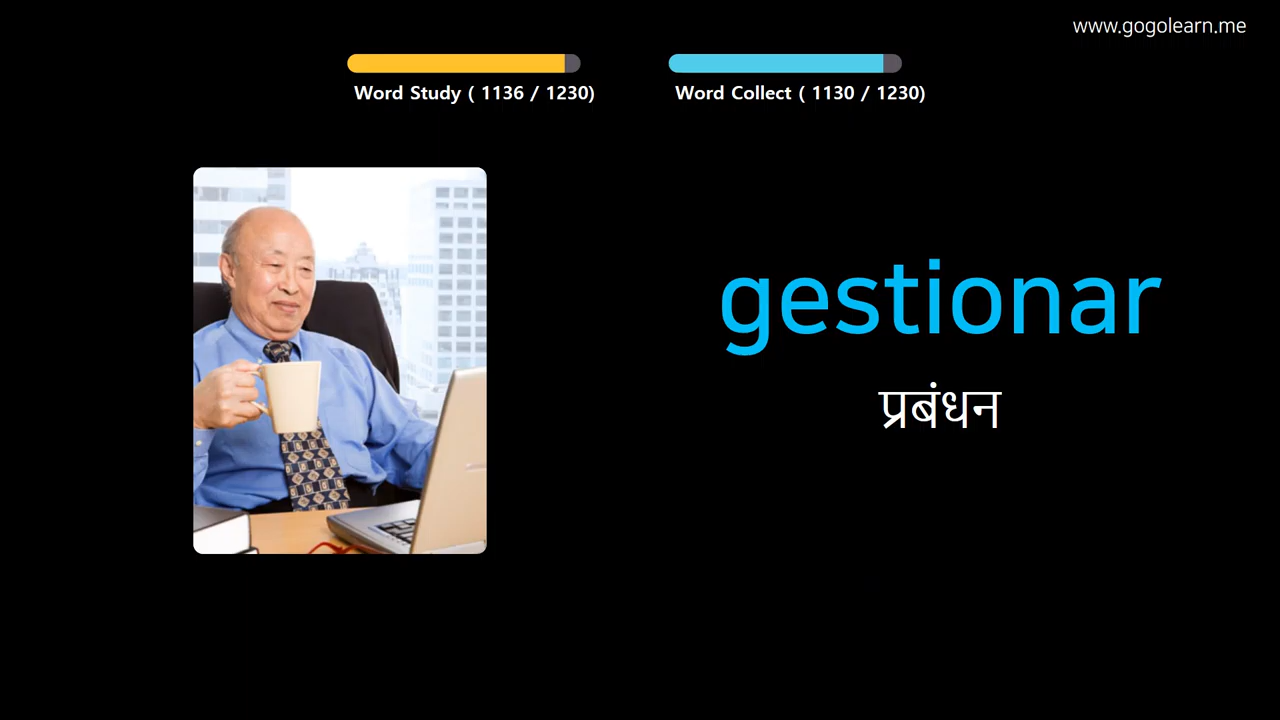 www.gogolearn.me
Word Study ( 1136 / 1230)
Word Collect ( 1130 / 1230)
gestionar
प्रबंधन